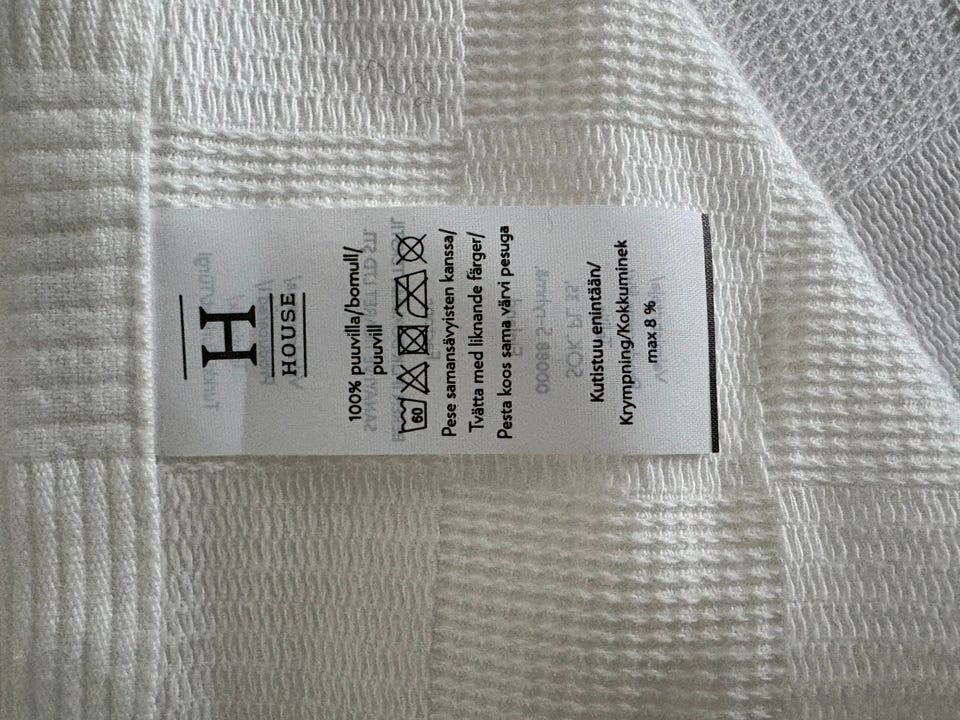 H
HOUSE
100% puuvilla/bomull/
puuvill
60
Pese samansävyisten kanssa/
Tvätta med liknande färger/
Pesta koos sama värvi pesuga
Kutistuu enintään/
Krympning/Kokkuminek
max 8 %